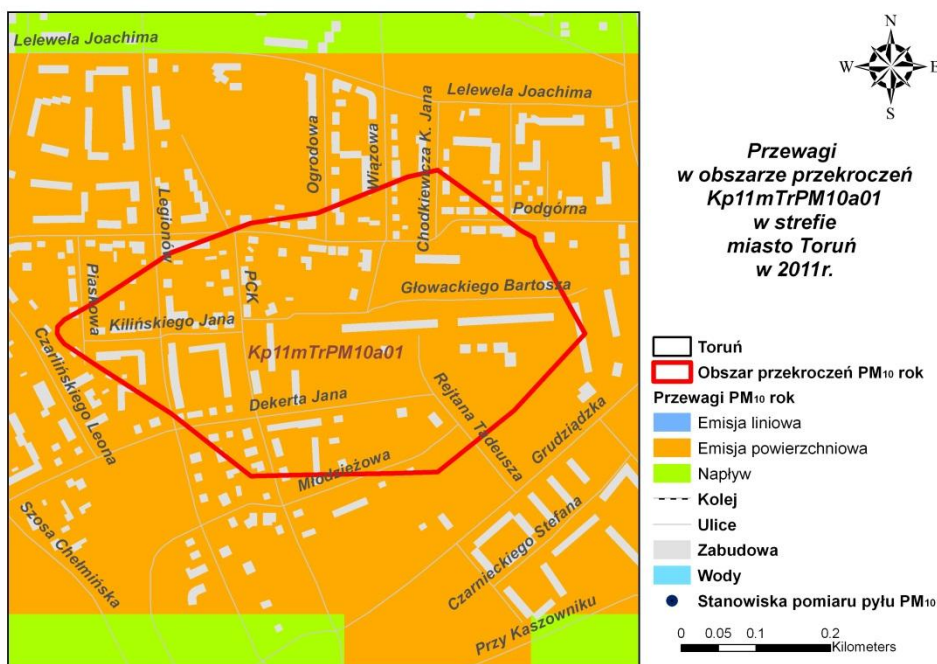 Lelewela Joachima
Lelewela Joachima
Ogrodowa
Wiązowa
Chodkiewicza K. Jana
Podgórna
Legionów
PCK
Piaskowa
Głowackiego Bartosza
Kilińskiego Jana
Kp11mTrPM10a01
Czarlińskiego Leona
Dekerta Jana
Rejtana Tadeusza
Grudziądzka
Młodzieżowa
Szosa Chełmińska
Czarnieckiego Stefana
Przy Kaszowniku
N
W E
S
Przewagi
w obszarze przekroczeń
Kp11mTrPM10a01
w strefie
miasto Toruń
w 2011r.
Toruń
Obszar przekroczeń PM10 rok
Przewagi PM10 rok
Emisja liniowa
Emisja powierzchniowa
Napływ
Kolej
Ulice
Zabudowa
Wody
Stanowiska pomiaru pyłu PM10
0 0.05 0.1 0.2
Kilometers